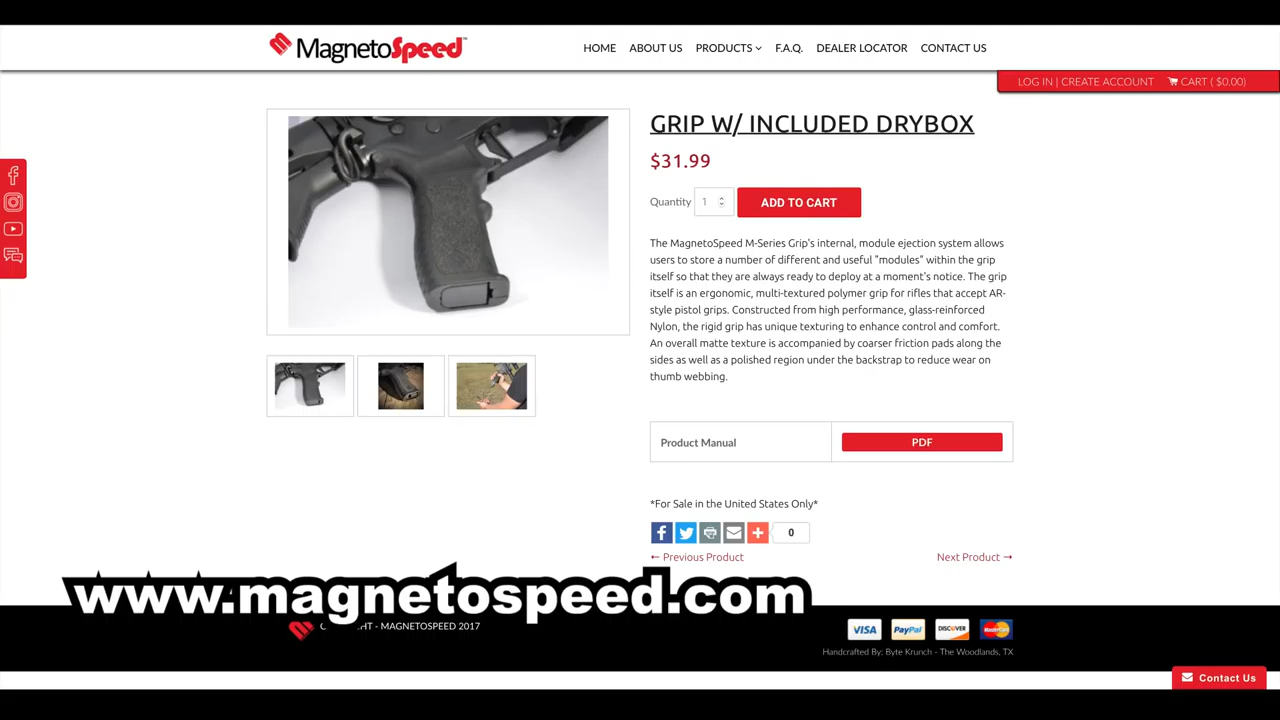 MagnetoSpeed™
HOME ABOUT US PRODUCTS F.A.Q. DEALER LOCATOR CONTACT US
LOG IN | CREATE ACCOUNT CART ( $0.00)
GRIP W/ INCLUDED DRYBOX
$31.99
Quantity 1 ADD TO CART
The MagnetoSpeed M-Series Grip's internal, module ejection system allows
users to store a number of different and useful "modules" within the grip
itself so that they are always ready to deploy at a moment's notice. The grip
itself is an ergonomic, multi-textured polymer grip for rifles that accept AR-
style pistol grips. Constructed from high performance, glass-reinforced
Nylon, the rigid grip has unique texturing to enhance control and comfort.
An overall matte texture is accompanied by coarser friction pads along the
sides as well as a polished region under the backstrap to reduce wear on
thumb webbing.
Product Manual PDF
*For Sale in the United States Only*
0
← Previous Product Next Product →
www.magnetospeed.com
- MAGNETOSPEED 2017
VISA PayPal DISCOVER MasterCard
Handcrafted By: Byte Krunch - The Woodlands, TX
Contact Us